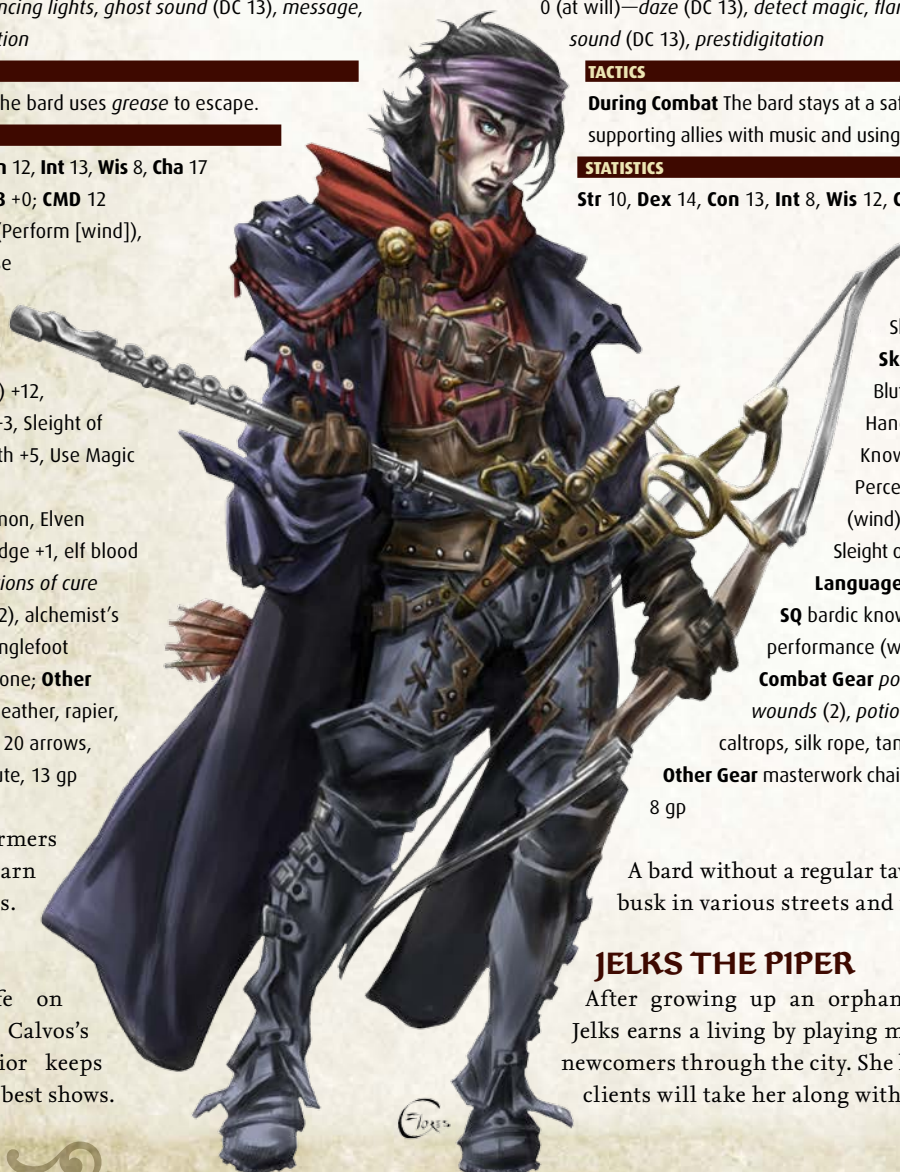 ncing lights, ghost sound (DC 13), message,
tion
he bard uses grease to escape.
n 12, Int 13, Wis 8, Cha 17
B +0; CMD 12
(Perform [wind]),
se
) +12,
+3, Sleight of
th +5, Use Magic
non, Elven
dge +1, elf blood
ions of cure
2), alchemist's
nglefoot
one; Other
eather, rapier,
20 arrows,
ute, 13 gp
rmers
arn
s.
fe on
Calvos's
ior keeps
best shows.
0 (at will)—daze (DC 13), detect magic, flar
sound (DC 13), prestidigitation
TACTICS
During Combat The bard stays at a saf
supporting allies with music and using
STATISTICS
Str 10, Dex 14, Con 13, Int 8, Wis 12, C
Sl
Sk
Blu
Hand
Know
Perce
(wind)
Sleight o
Language
SQ bardic know
performance (w
Combat Gear po
wounds (2), potio
caltrops, silk rope, tan
Other Gear masterwork chai
8 gp
A bard without a regular tav
busk in various streets and
JELKS THE PIPER
After growing up an orphan
Jelks earns a living by playing m
newcomers through the city. She h
clients will take her along with